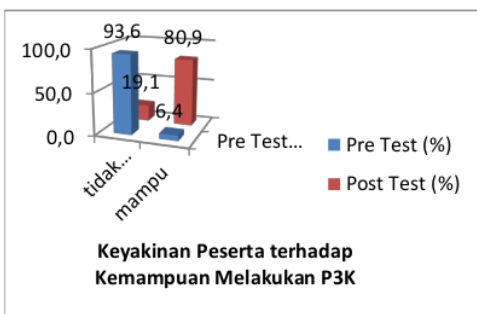 93,6
80,9
100,0
19,1
50,0
6,4
0,0
Pre Test...
tidak...
mampu
Pre Test (%)
Post Test (%)
Keyakinan Peserta terhadap
Kemampuan Melakukan P3K